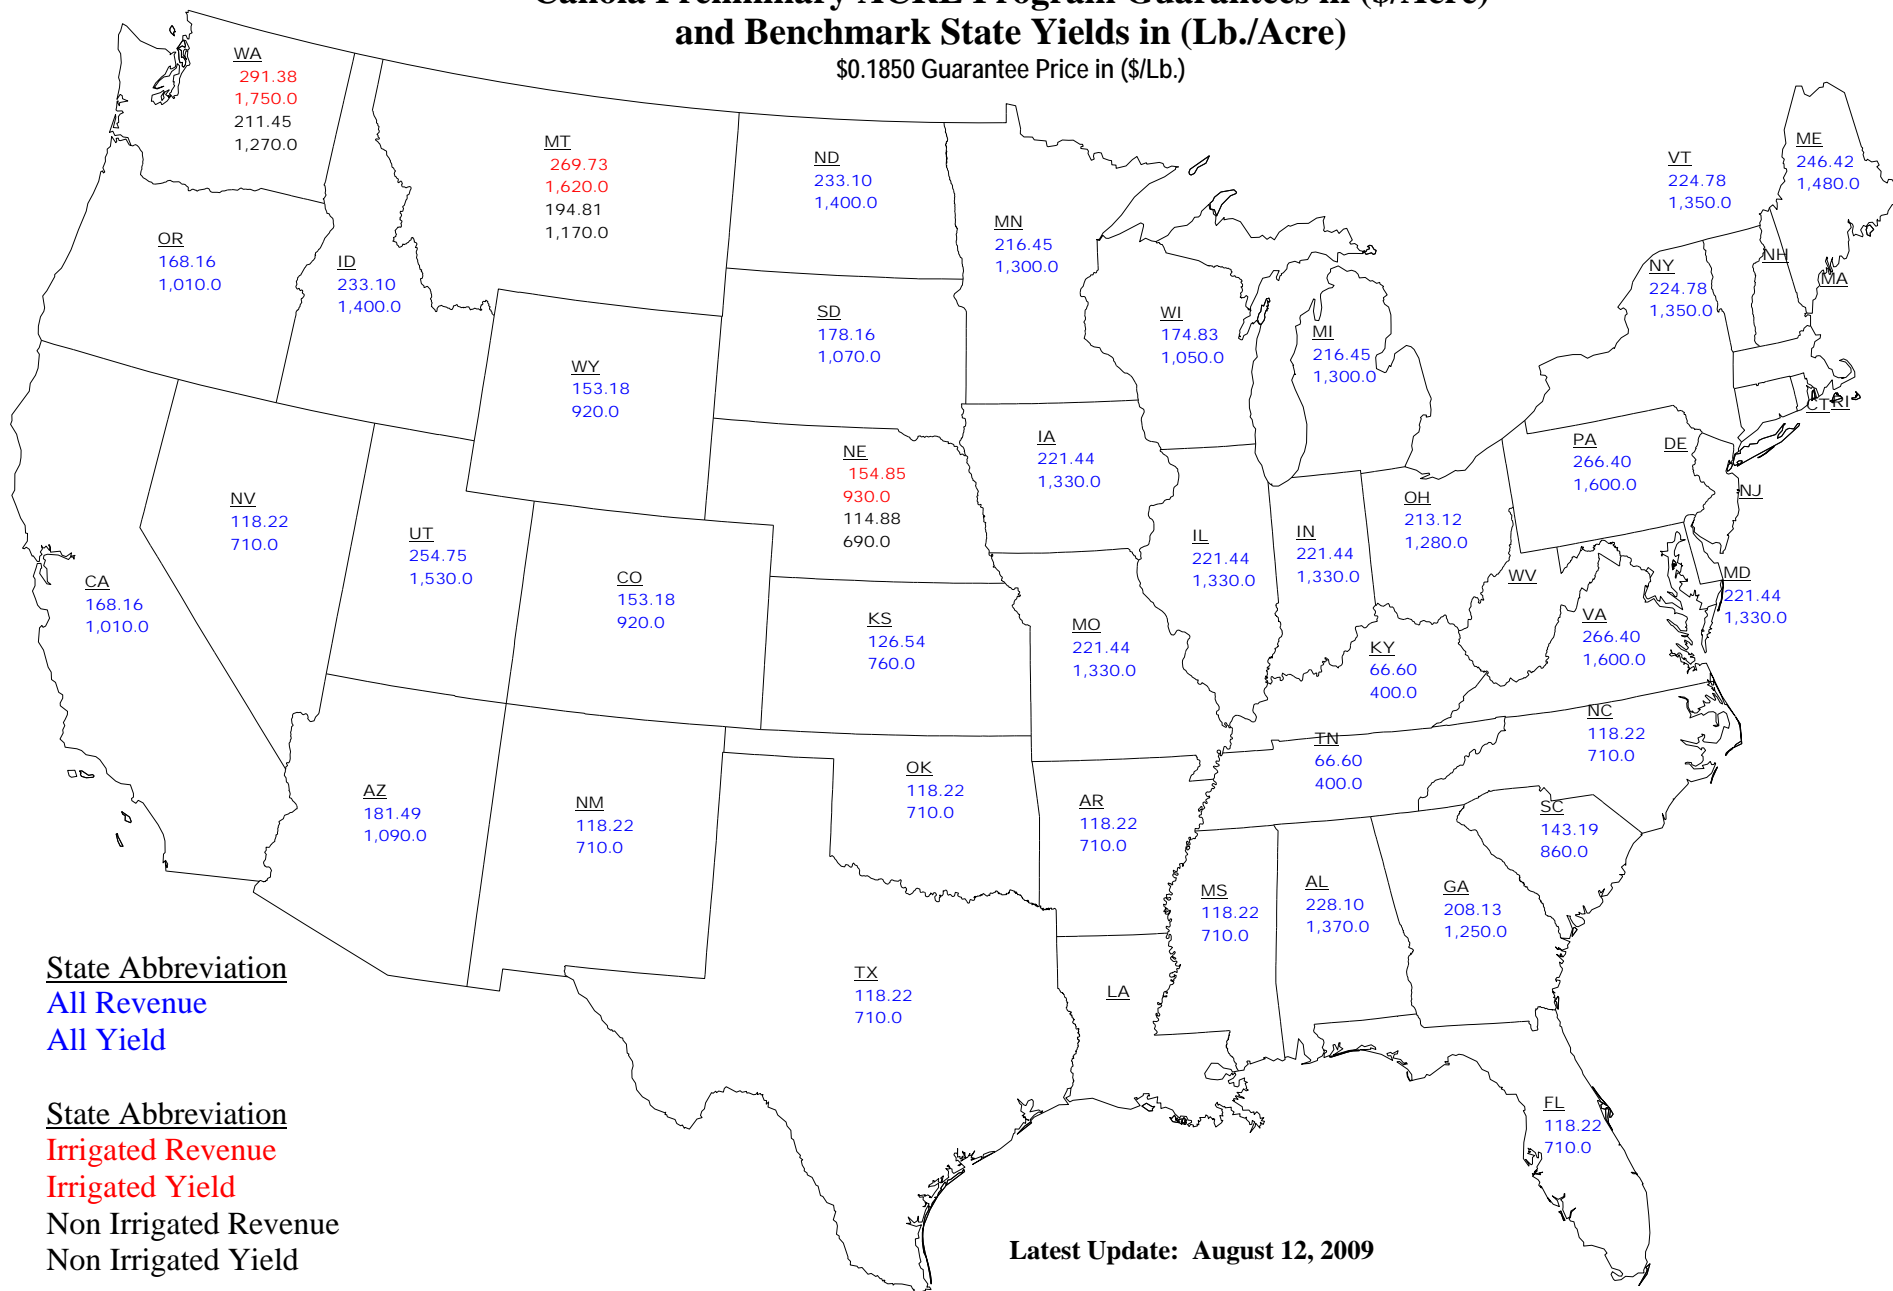 Canola Preliminary ACRE Program Guarantees in ($/Acre)
and Benchmark State Yields in (Lb./Acre)
$0.1850 Guarantee Price in ($/Lb.)
WA
291.38
1,750.0
211.45
1,270.0
MT
269.73
1,620.0
194.81
1,170.0
ND
233.10
1,400.0
MN
216.45
1,300.0
VT
224.78
1,350.0
ME
246.42
1,480.0
OR
168.16
1,010.0
ID
233.10
1,400.0
SD
178.16
1,070.0
WI
174.83
1,050.0
MI
216.45
1,300.0
NY
224.78
1,350.0
NH
MA
WY
153.18
920.0
CT
RI
NE
154.85
930.0
114.88
690.0
IA
221.44
1,330.0
PA
266.40
1,600.0
DE
NJ
NV
118.22
710.0
UT
254.75
1,530.0
CO
153.18
920.0
IL
221.44
1,330.0
IN
221.44
1,330.0
OH
213.12
1,280.0
WV
MD
221.44
1,330.0
CA
168.16
1,010.0
KS
126.54
760.0
MO
221.44
1,330.0
KY
66.60
400.0
VA
266.40
1,600.0
NC
118.22
710.0
TN
66.60
400.0
AZ
181.49
1,090.0
NM
118.22
710.0
OK
118.22
710.0
AR
118.22
710.0
SC
143.19
860.0
MS
118.22
710.0
AL
228.10
1,370.0
GA
208.13
1,250.0
TX
118.22
710.0
LA
FL
118.22
710.0
State Abbreviation
All Revenue
All Yield
State Abbreviation
Irrigated Revenue
Irrigated Yield
Non Irrigated Revenue
Non Irrigated Yield
Latest Update:  August 12, 2009